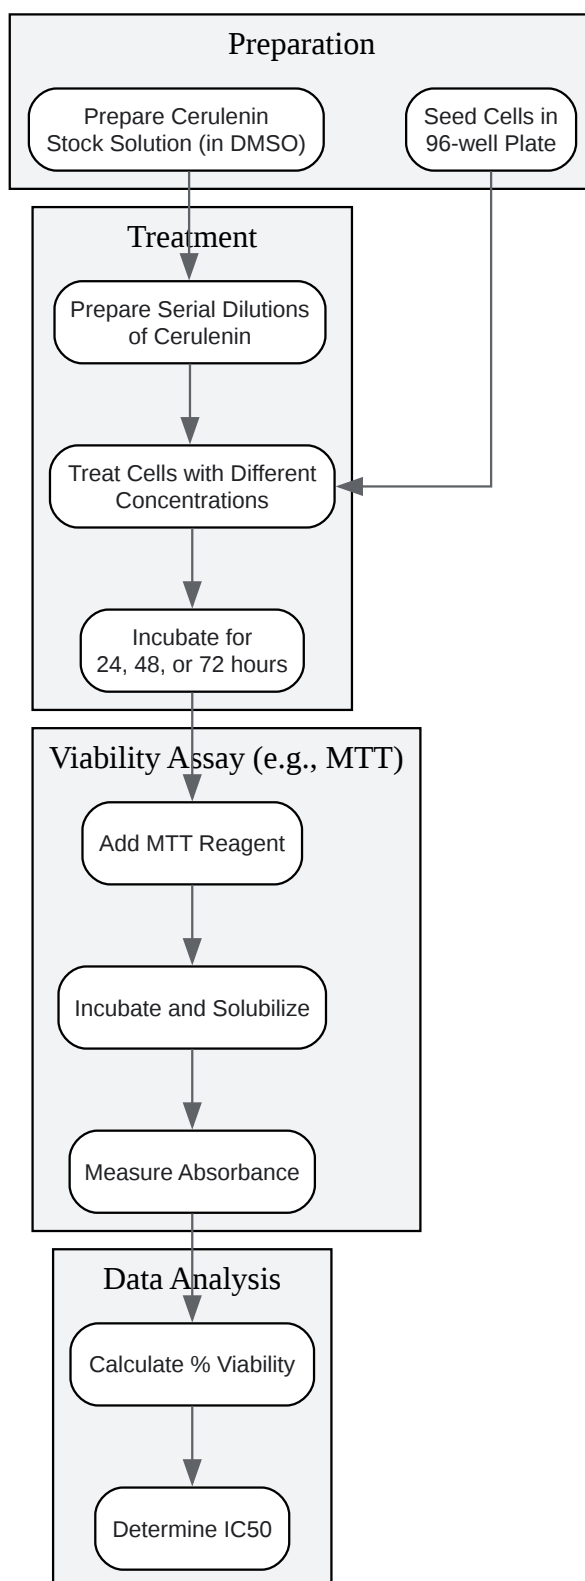 Preparation
Prepare Cerulenin
Stock Solution (in DMSO)
Seed Cells in
96-well Plate
Treatment
Prepare Serial Dilutions
of Cerulenin
Treat Cells with Different
Concentrations
Incubate for
24, 48, or 72 hours
Viability Assay (e.g., MTT)
Add MTT Reagent
Incubate and Solubilize
Measure Absorbance
Data Analysis
Calculate % Viability
Determine IC50